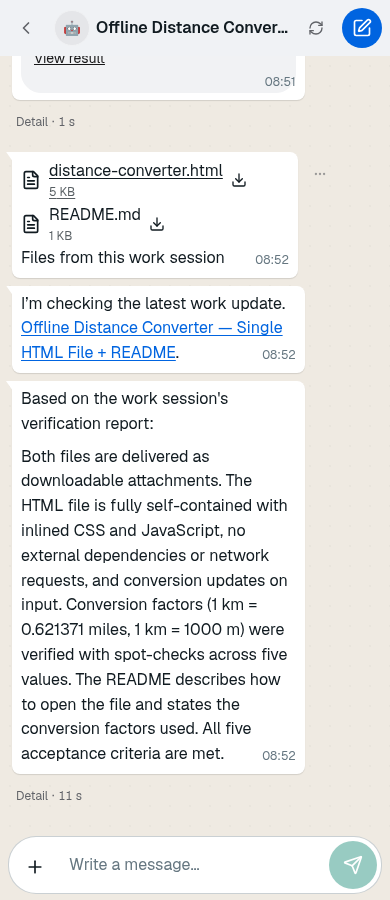 Offline Distance Conver...
View result
08:51
Detail · 1 s
distance-converter.html
5 KB
README.md
1 KB
Files from this work session
08:52
I'm checking the latest work update.
Offline Distance Converter — Single
HTML File + README.
08:52
Based on the work session's
verification report:
Both files are delivered as
downloadable attachments. The
HTML file is fully self-contained with
inlined CSS and JavaScript, no
external dependencies or network
requests, and conversion updates on
input. Conversion factors (1 km =
0.621371 miles, 1 km = 1000 m) were
verified with spot-checks across five
values. The README describes how
to open the file and states the
conversion factors used. All five
acceptance criteria are met.
08:52
Detail · 11 s
Write a message...